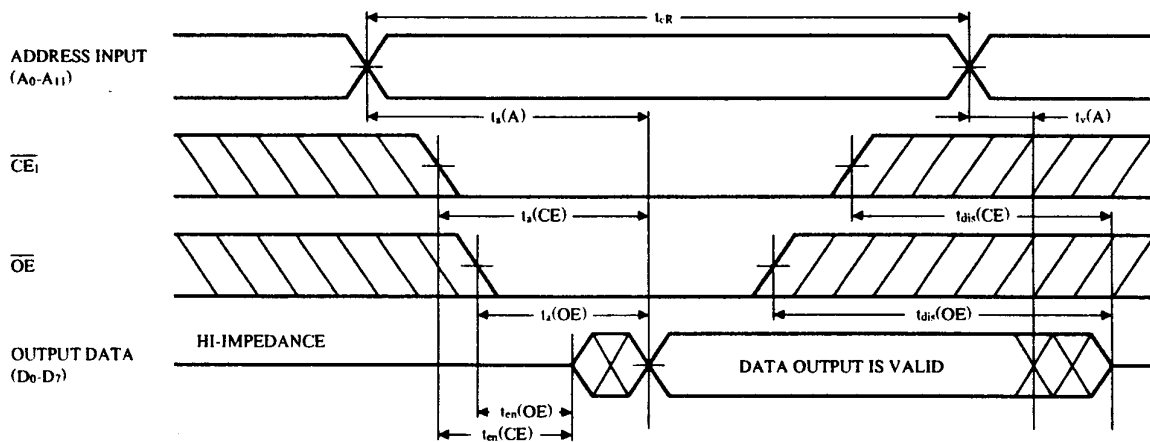 tcR
ADDRESS INPUT
(A0-A11)
ta(A)
tv(A)
CE1
ta(CE)
tdis(CE)
OE
ta(OE)
tdis(OE)
HI-IMPEDANCE
OUTPUT DATA
(D0-D7)
DATA OUTPUT IS VALID
ten(OE)
ten(CE)